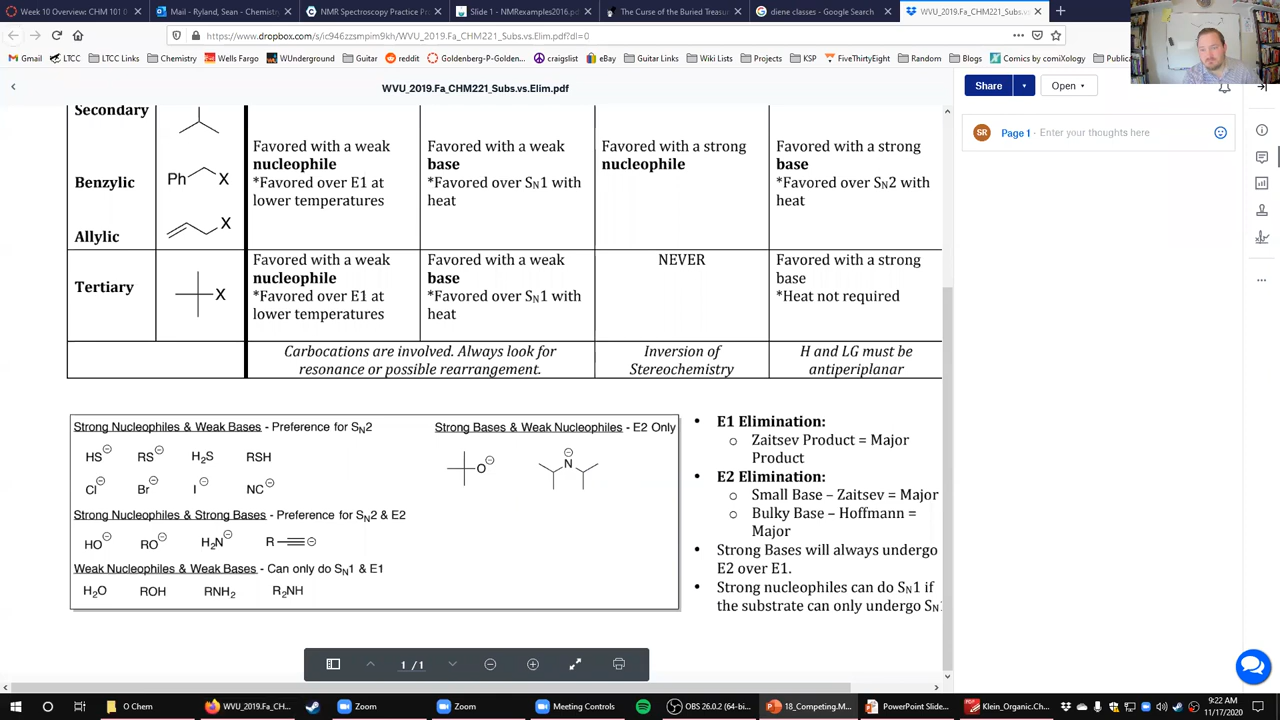 Week 10 Overview: CHM 101 0
Mail - Ryland, Sean - Chemistr
NMR Spectroscopy Practice Pr
Slide 1 - NMRexamples2016.pd
The Curse of the Buried Treasur
diene classes - Google Search
WVU_2019.Fa_CHM221_Subs.vs.
https://www.dropbox.com/s/ic946zzsmpim9kh/WVU_2019.Fa_CHM221_Subs.vs.Elim.pdf?dl=0
Gmail LTCC LTCC Links Chemistry Wells Fargo WUnderground Guitar reddit Goldenberg-P-Golden... craigslist eBay Guitar Links Wiki Lists Projects KSP FiveThirtyEight Random Blogs Comics by comiXology Publica
WVU_2019.Fa_CHM221_Subs.vs.Elim.pdf
Share
Open
SR Page 1 - Enter your thoughts here
Secondary
Benzylic
Ph X
Allylic
X
Favored with a weak
nucleophile
*Favored over E1 at
lower temperatures
Favored with a weak
base
*Favored over SN1 with
heat
Favored with a strong
nucleophile
Favored with a strong
base
*Favored over SN2 with
heat
Tertiary
X
Favored with a weak
nucleophile
*Favored over E1 at
lower temperatures
Favored with a weak
base
*Favored over SN1 with
heat
NEVER
Favored with a strong
base
*Heat not required
Carbocations are involved. Always look for
resonance or possible rearrangement.
Inversion of
Stereochemistry
H and LG must be
antiperiplanar
Strong Nucleophiles & Weak Bases - Preference for SN2
HS⊖ RS⊖ H2S RSH
Cl⊖ Br⊖ I⊖ NC⊖
Strong Nucleophiles & Strong Bases - Preference for SN2 & E2
HO⊖ RO⊖ H2N⊖ R≡⊖
Weak Nucleophiles & Weak Bases - Can only do SN1 & E1
H2O ROH RNH2 R2NH
Strong Bases & Weak Nucleophiles - E2 Only
O⊖ N⊖
• E1 Elimination:
o Zaitsev Product = Major
Product
• E2 Elimination:
o Small Base – Zaitsev = Major
o Bulky Base – Hoffmann =
Major
• Strong Bases will always undergo
E2 over E1.
• Strong nucleophiles can do SN1 if
the substrate can only undergo SN1
1 / 1
O Chem
WVU_2019.Fa_CH...
Zoom
Zoom
Meeting Controls
OBS 26.0.2 (64-bi...
18_Competing.M...
PowerPoint Slide...
Klein_Organic.Ch...
9:22 AM
11/17/2020